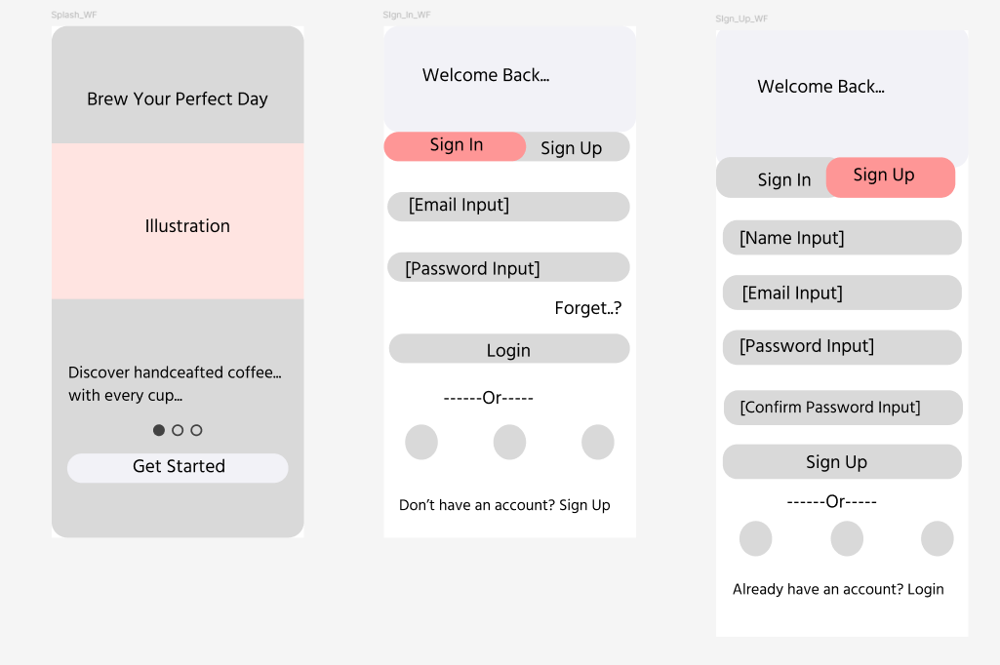 Splash_WF
Brew Your Perfect Day
Illustration
Discover handceafted coffee...
with every cup...
Get Started
SIgn_In_WF
Welcome Back...
Sign In
Sign Up
[Email Input]
[Password Input]
Forget..?
Login
------Or-----
Don't have an account? Sign Up
SIgn_Up_WF
Welcome Back...
Sign In
Sign Up
[Name Input]
[Email Input]
[Password Input]
[Confirm Password Input]
Sign Up
------Or-----
Already have an account? Login